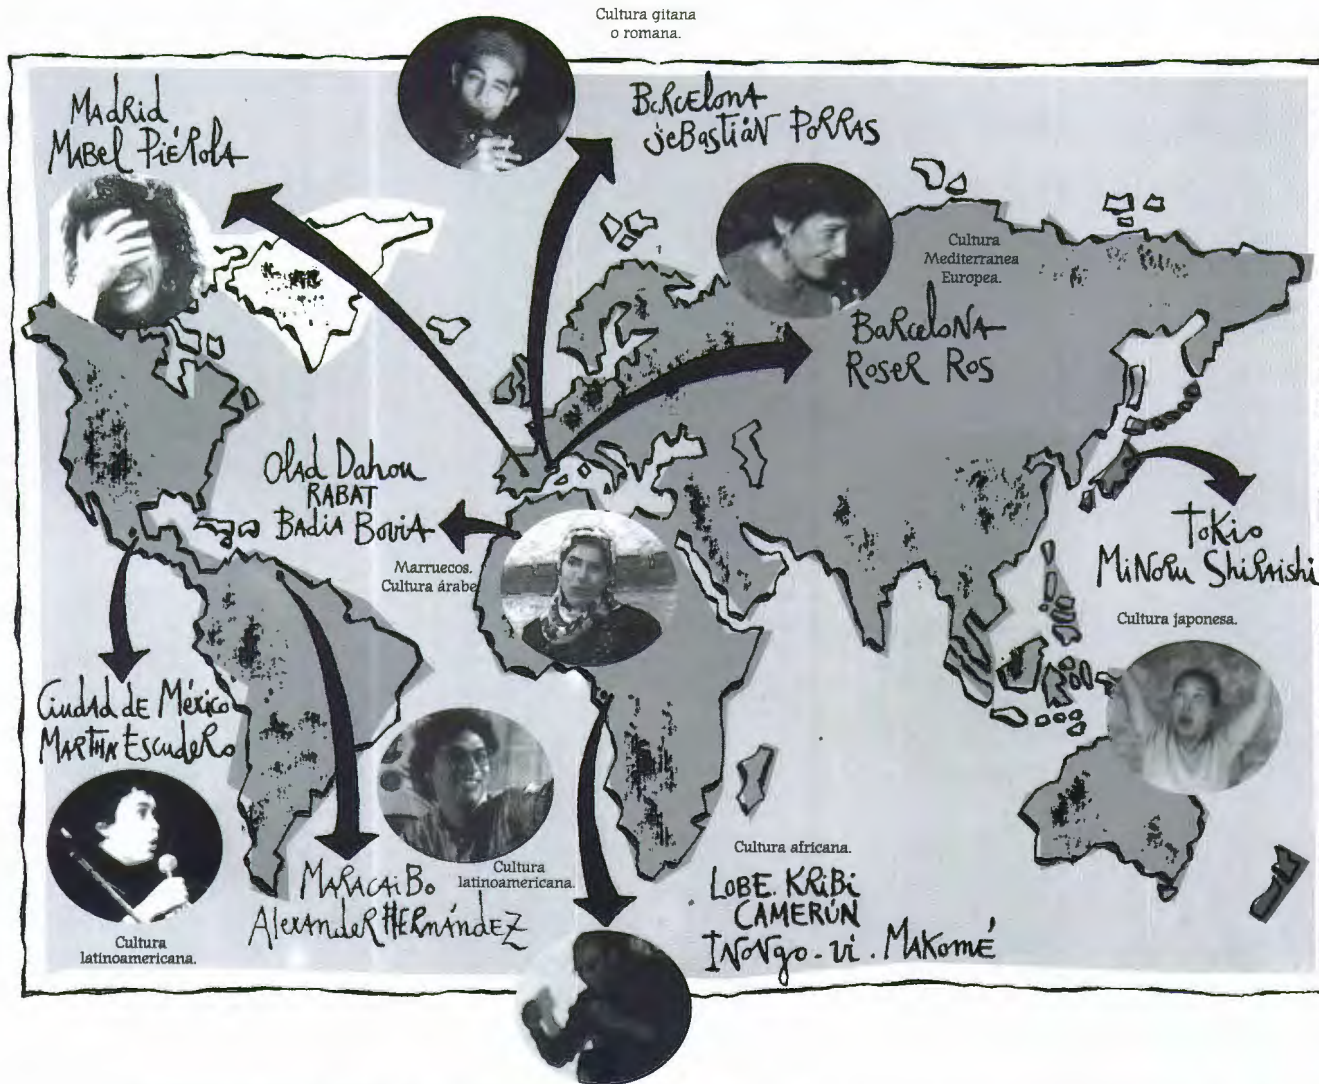 Cultura gitana
o romana.
Madrid
Mabel Piérola
Barcelona
Sebastián Porras
Cultura
Mediterranea
Europea.
Barcelona
Roser Ros
Olad Dahou
RABAT
Badia Bovia
Marruecos.
Cultura árabe
Tokio
Minoru Shiraishi
Cultura japonesa.
Ciudad de México
Martha Escudero
Cultura
latinoamericana.
Maracaibo
Alexander Hernández
Cultura
latinoamericana.
Cultura africana.
LOBE. KRIBI
CAMERÚN
Inongo-vi. Makomé